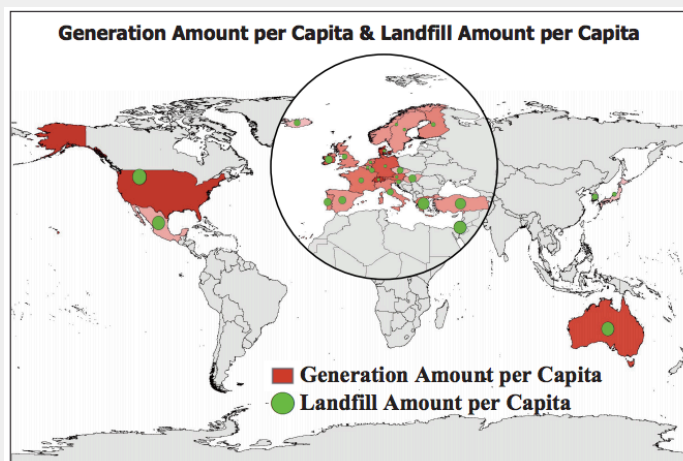 Generation Amount per Capita & Landfill Amount per Capita
Generation Amount per Capita
Landfill Amount per Capita